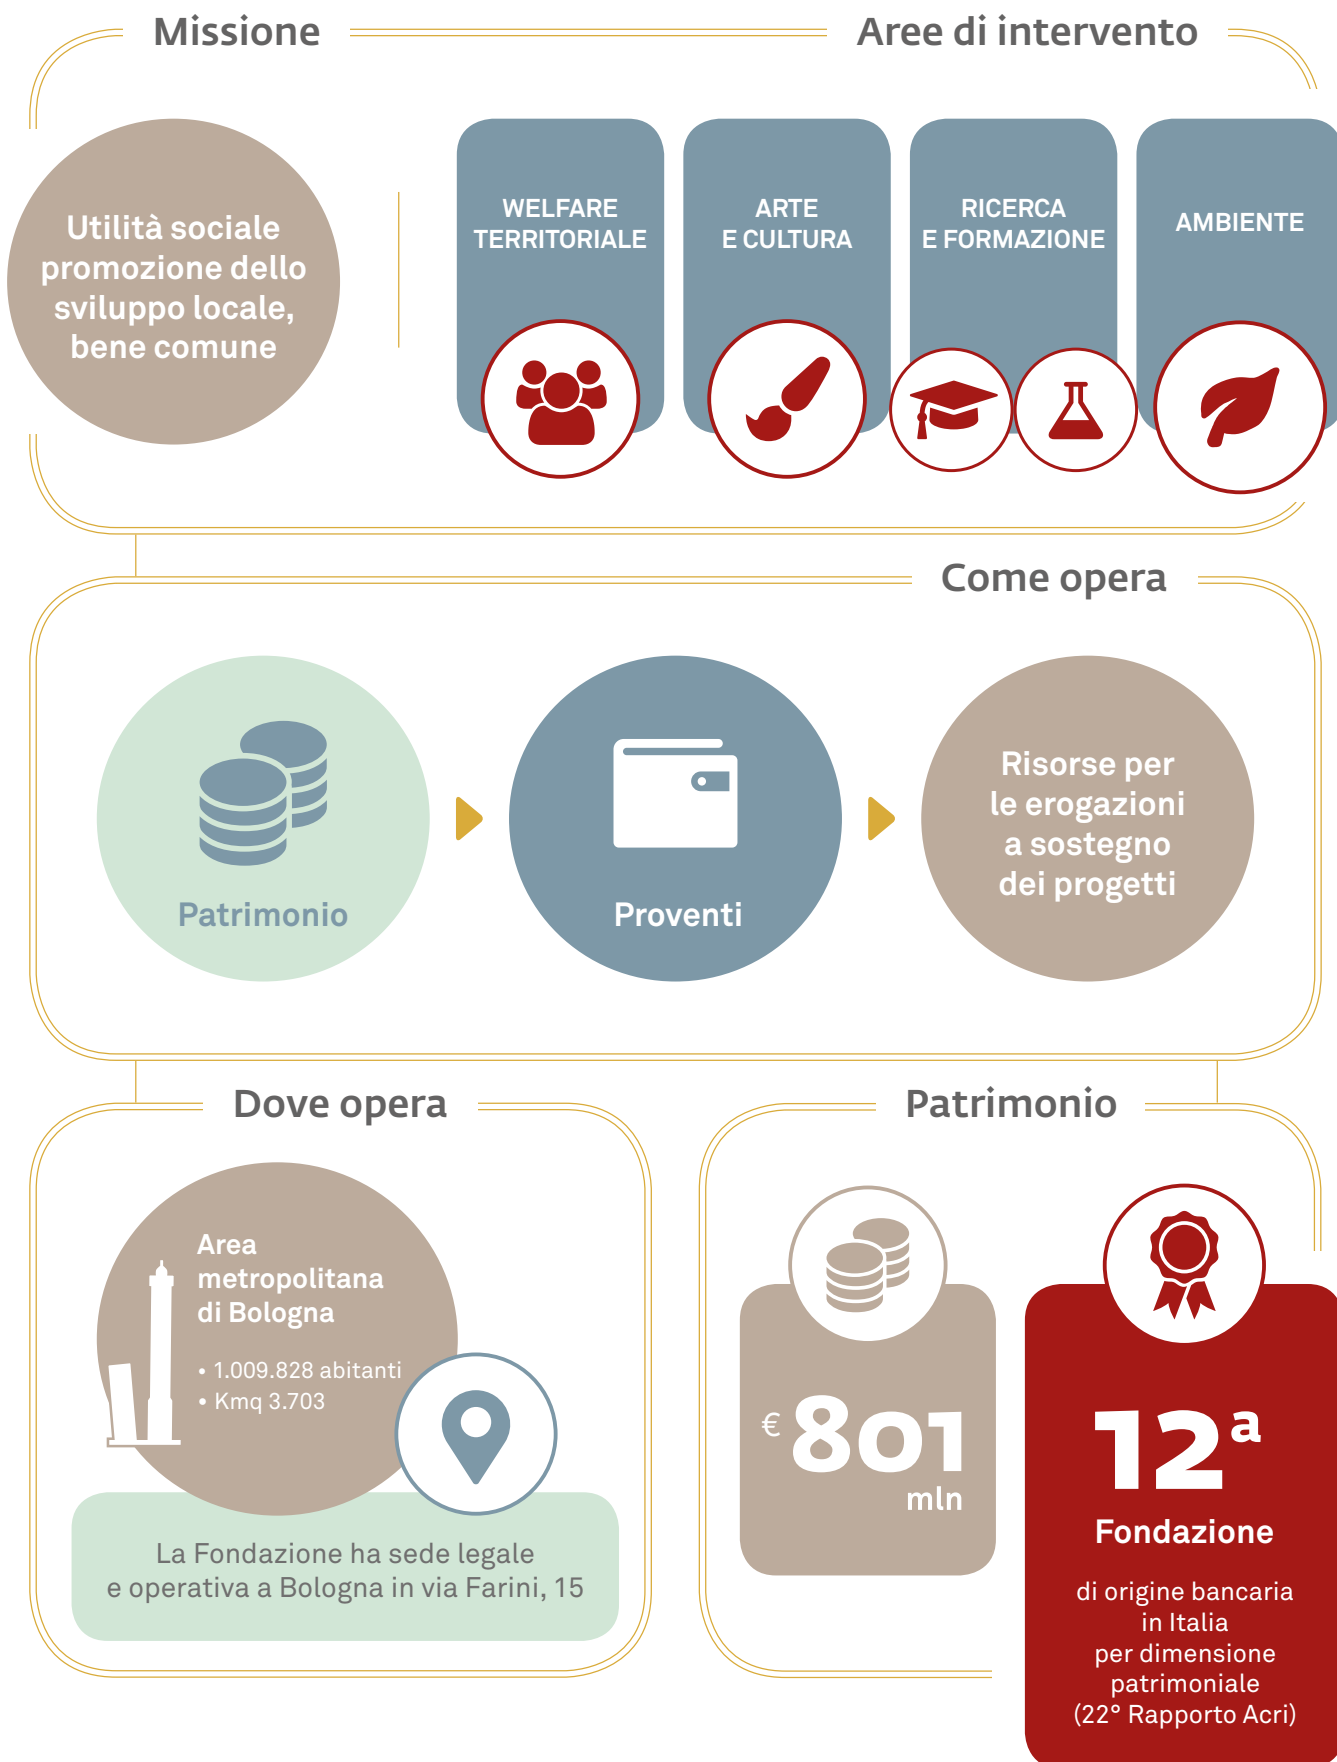 Missione
Aree di intervento
Utilità sociale
promozione dello
sviluppo locale,
bene comune
WELFARE
TERRITORIALE
ARTE
E CULTURA
RICERCA
E FORMAZIONE
AMBIENTE
Come opera
Patrimonio
Proventi
Risorse per
le erogazioni
a sostegno
dei progetti
Dove opera
Area
metropolitana
di Bologna
• 1.009.828 abitanti
• Kmq 3.703
La Fondazione ha sede legale
e operativa a Bologna in via Farini, 15
Patrimonio
€ 801
mln
12ª
Fondazione
di origine bancaria
in Italia
per dimensione
patrimoniale
(22° Rapporto Acri)